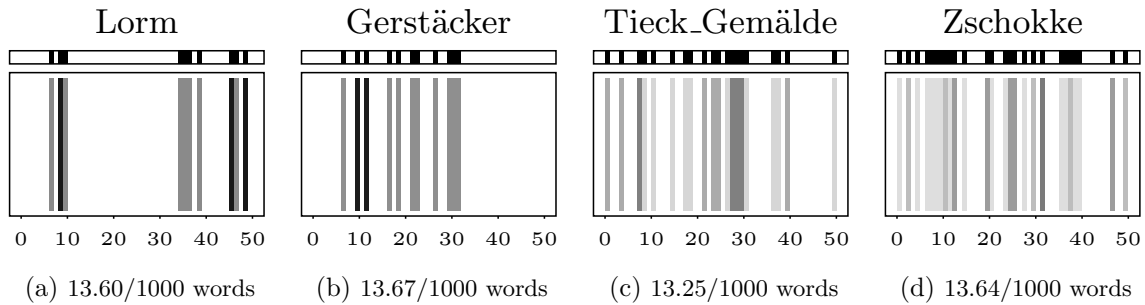 Lorm Gerstäcker Tieck_Gemälde Zschokke
0 10 20 30 40 50 0 10 20 30 40 50 0 10 20 30 40 50 0 10 20 30 40 50
(a) 13.60/1000 words (b) 13.67/1000 words (c) 13.25/1000 words (d) 13.64/1000 words